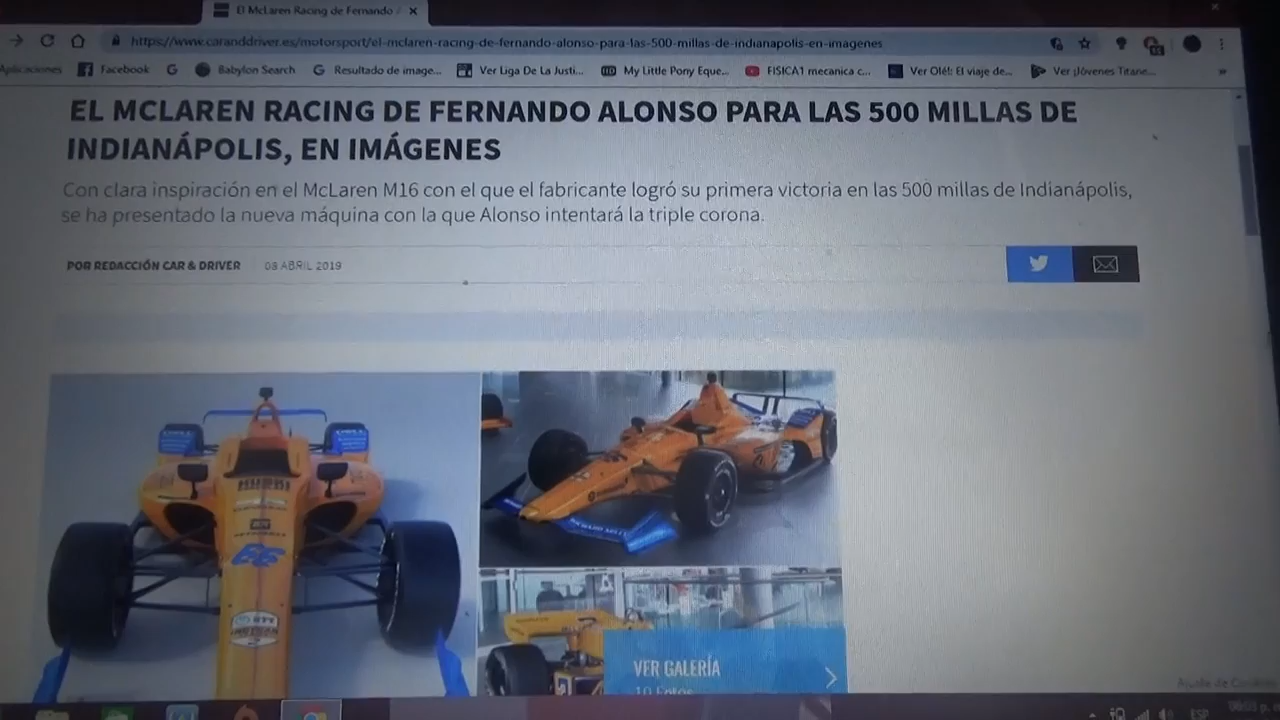 El McLaren Racing de Fernando A
https://www.caranddriver.es/motorsport/el-mclaren-racing-de-fernando-alonso-para-las-500-millas-de-indianapolis-en-imagenes
Aplicaciones Facebook Babylon Search Resultado de image... Ver Liga De La Justi... My Little Pony Eque... FISICA1 mecanica c... Ver Olé!: El viaje de... Ver ¡Jóvenes Titane...
EL MCLAREN RACING DE FERNANDO ALONSO PARA LAS 500 MILLAS DE
INDIANÁPOLIS, EN IMÁGENES
Con clara inspiración en el McLaren M16 con el que el fabricante logró su primera victoria en las 500 millas de Indianápolis,
se ha presentado la nueva máquina con la que Alonso intentará la triple corona.
POR REDACCIÓN CAR & DRIVER 08 ABRIL 2019
66
VER GALERÍA
10 Fotos
ESP